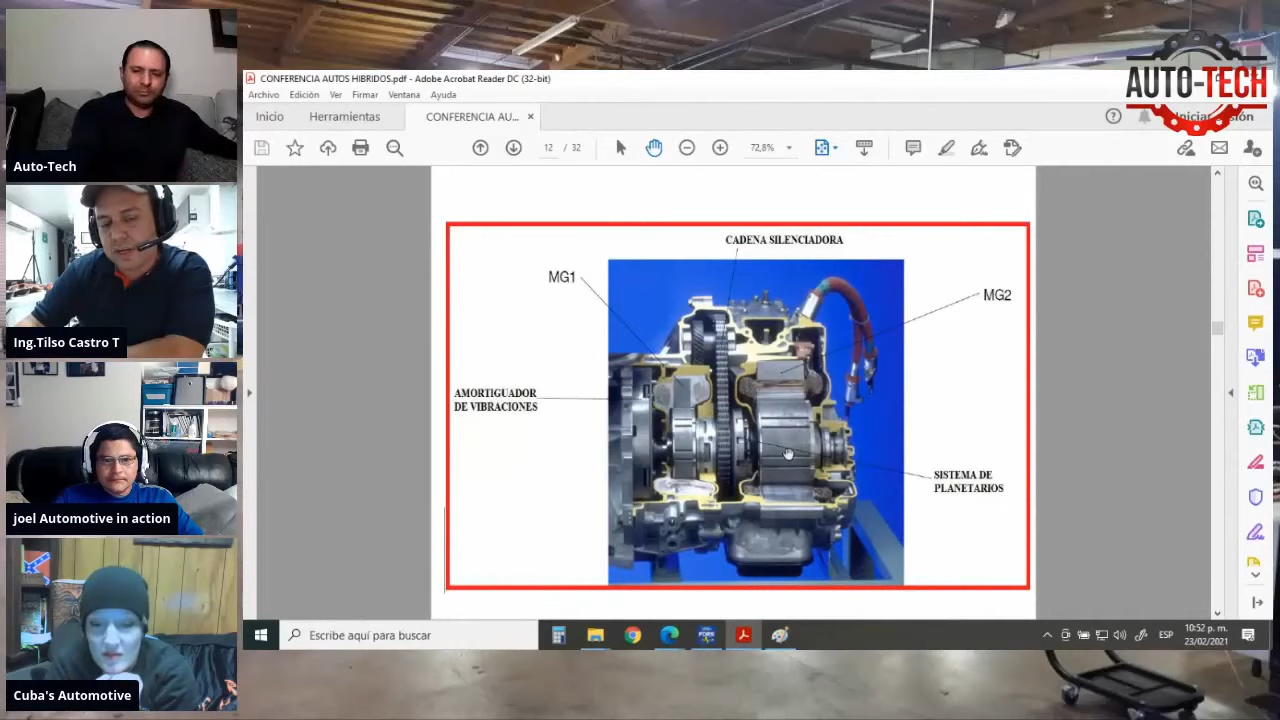 Auto-Tech
Ing.Tilso Castro T
joel Automotive in action
Cuba's Automotive
AUTO-TECH
CONFERENCIA AUTOS HIBRIDOS.pdf - Adobe Acrobat Reader DC (32-bit)
Archivo Edición Ver Firmar Ventana Ayuda
Inicio Herramientas CONFERENCIA AU... × sión
12 / 32 72,8%
CADENA SILENCIADORA
MG1
MG2
AMORTIGUADOR
DE VIBRACIONES
SISTEMA DE
PLANETARIOS
Escribe aquí para buscar
ESP
10:52 p. m.
23/02/2021